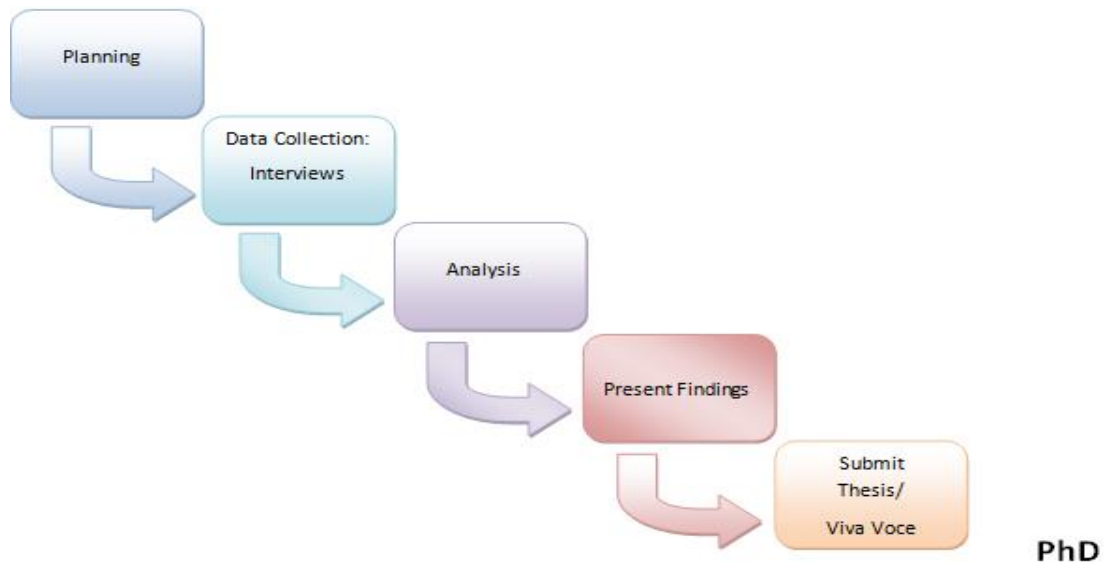 Planning
Data Collection:
Interviews
Analysis
Present Findings
Submit
Thesis/
Viva Voce
PhD